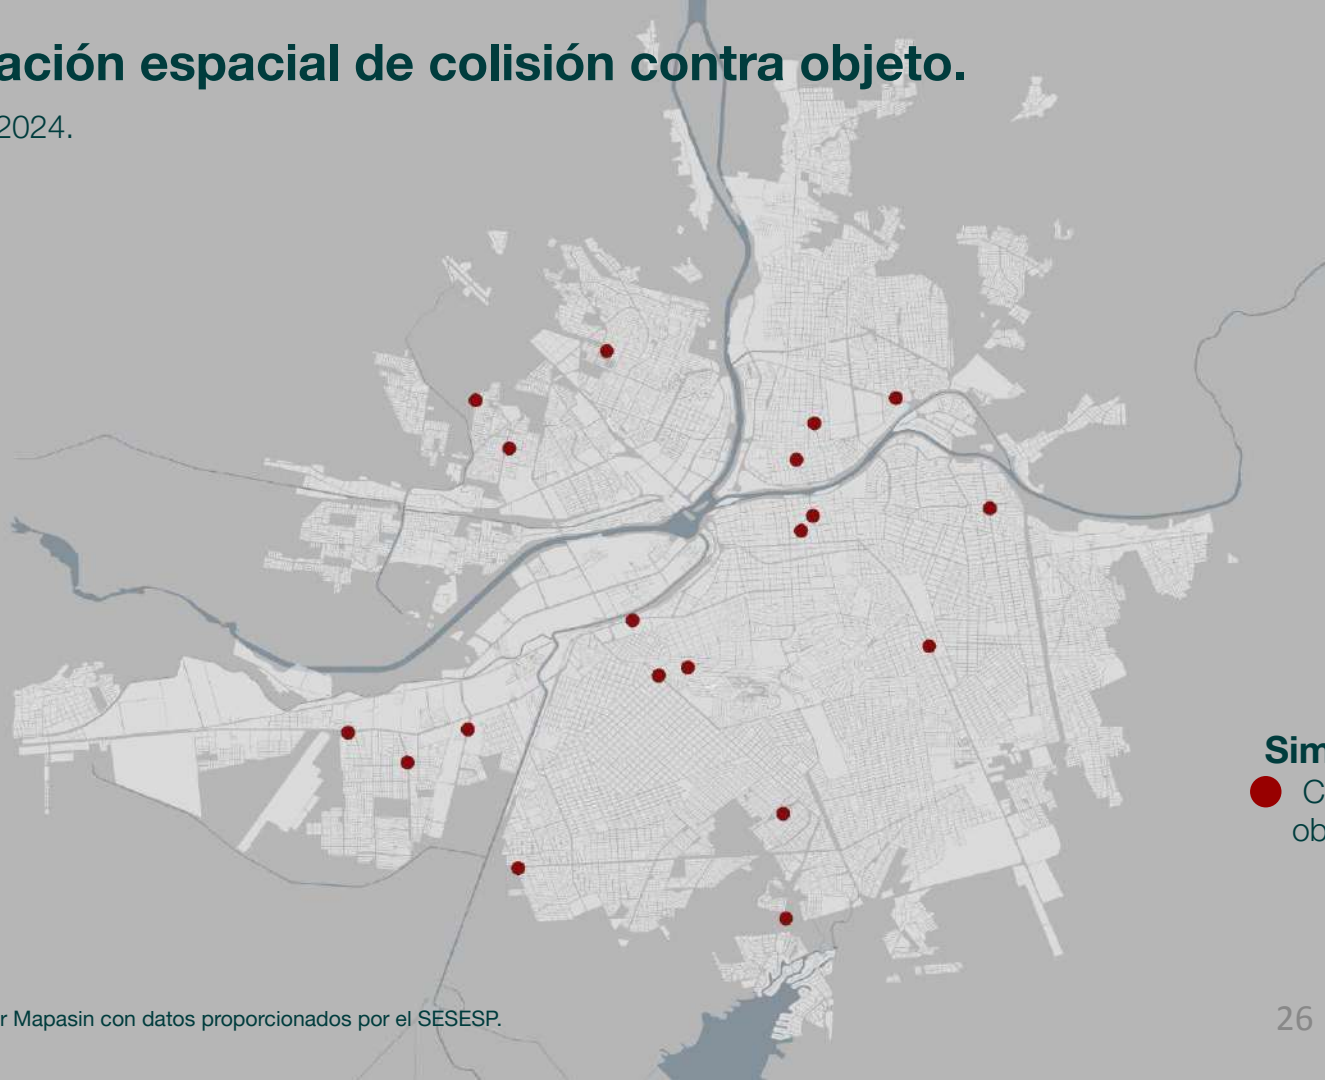 ación espacial de colisión contra objeto.
2024.
Sim
C
ob
r Mapasin con datos proporcionados por el SESESP.
26